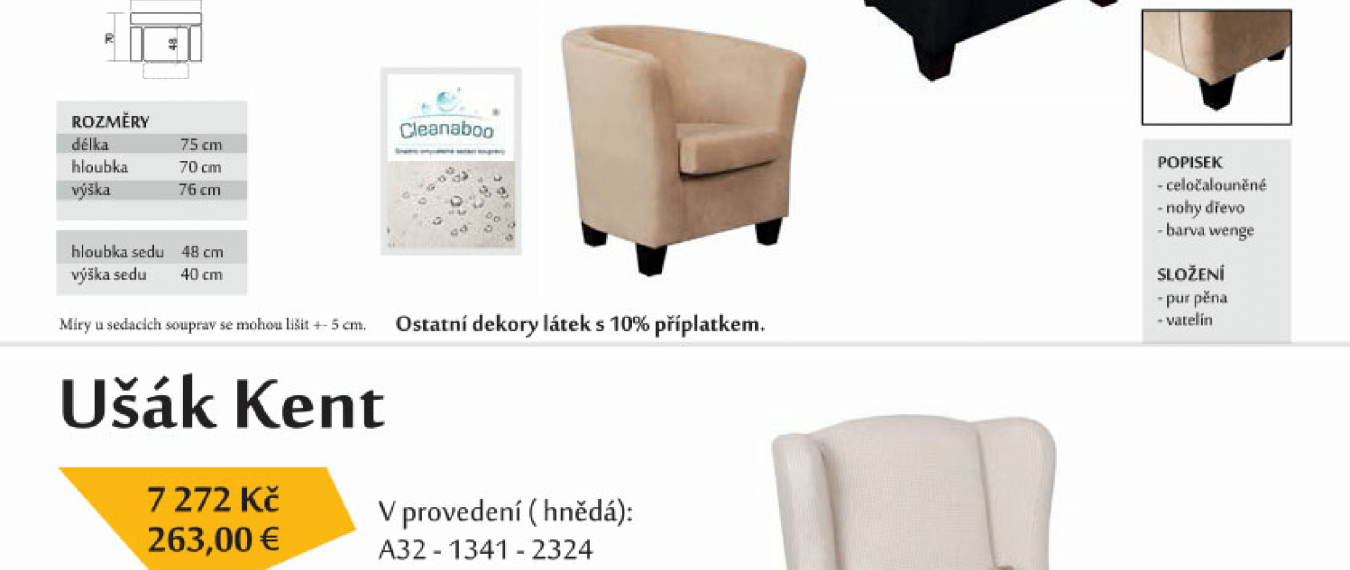 70
48
ROZMĚRY
délka 75 cm
hloubka 70 cm
výška 76 cm
hloubka sedu 48 cm
výška sedu 40 cm
Míry u sedacích souprav se mohou lišit +- 5 cm.
Cleanaboo®
Snadno omyvatelné sedací soupravy
Ostatní dekory látek s 10% příplatkem.
POPISEK
- celočalouněné
- nohy dřevo
- barva wenge
SLOŽENÍ
- pur pěna
- vatelín
Ušák Kent
7 272 Kč
263,00 €
V provedení ( hnědá):
A32 - 1341 - 2324